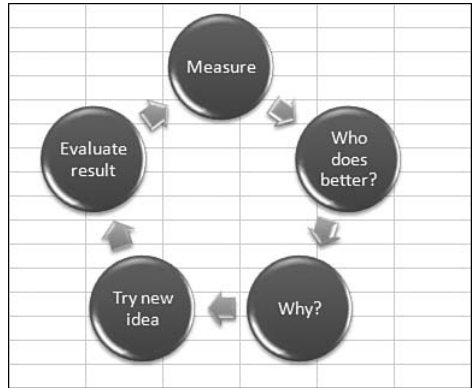 Measure
Who
does
better?
Why?
Try new
idea
Evaluate
result